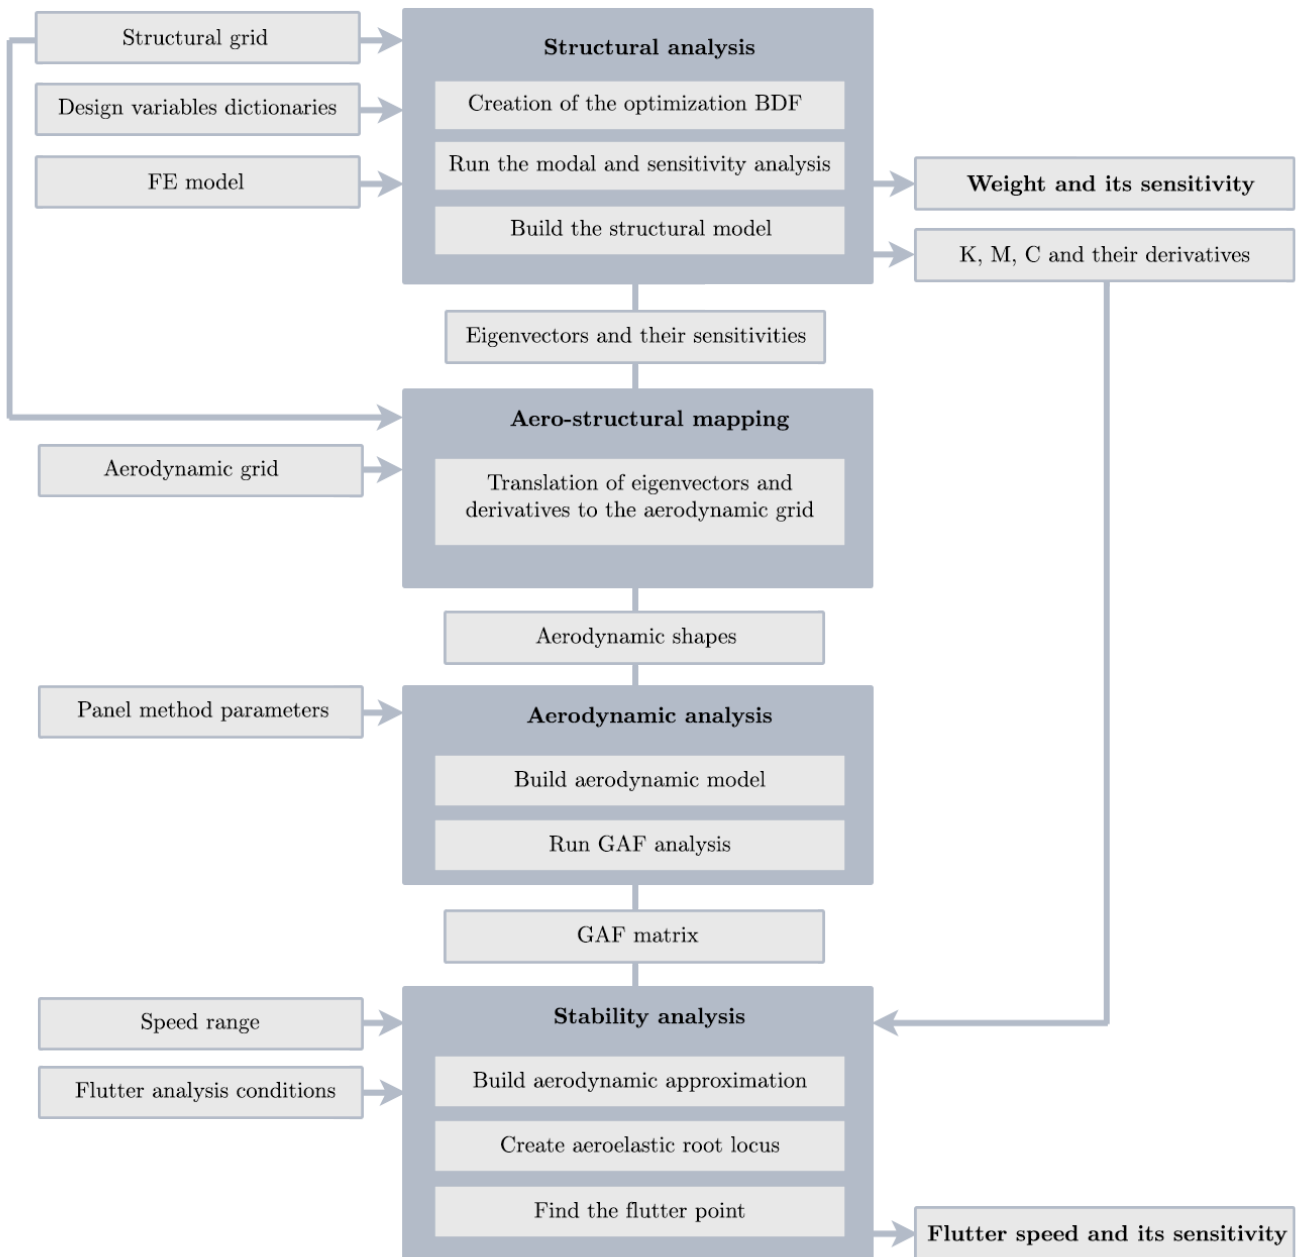 Structural grid
Structural analysis
Design variables dictionaries
Creation of the optimization BDF
FE model
Run the modal and sensitivity analysis
Weight and its sensitivity
Build the structural model
K, M, C and their derivatives
Eigenvectors and their sensitivities
Aero-structural mapping
Aerodynamic grid
Translation of eigenvectors and
derivatives to the aerodynamic grid
Aerodynamic shapes
Panel method parameters
Aerodynamic analysis
Build aerodynamic model
Run GAF analysis
GAF matrix
Speed range
Stability analysis
Flutter analysis conditions
Build aerodynamic approximation
Create aeroelastic root locus
Find the flutter point
Flutter speed and its sensitivity